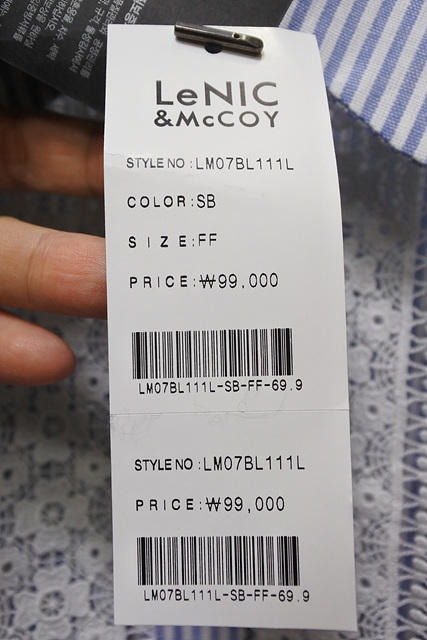 LeNIC
&McCOY
STYLE NO : LM07BL111L
COLOR : SB
SIZE : FF
PRICE : ₩99,000
LM07BL111L-SB-FF-69.9
STYLE NO : LM07BL111L
PRICE : ₩99,000
LM07BL111L-SB-FF-69.9